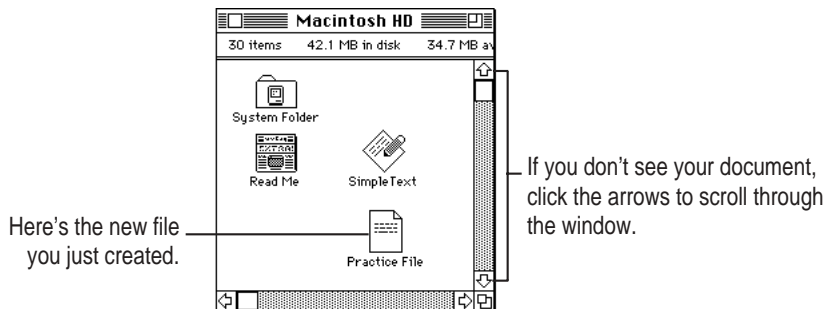 Macintosh HD
30 items 42.1 MB in disk 34.7 MB av
System Folder
Read Me
SimpleText
Practice File
Here’s the new file
you just created.
If you don’t see your document,
click the arrows to scroll through
the window.